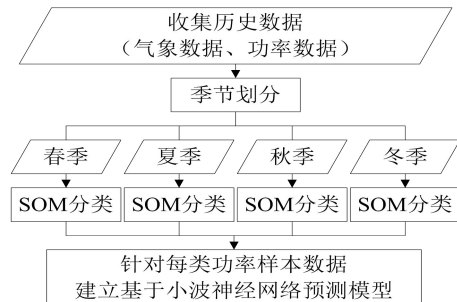 收集历史数据
（气象数据、功率数据）
季节划分
春季 夏季 秋季 冬季
SOM分类 SOM分类 SOM分类 SOM分类
针对每类功率样本数据
建立基于小波神经网络预测模型